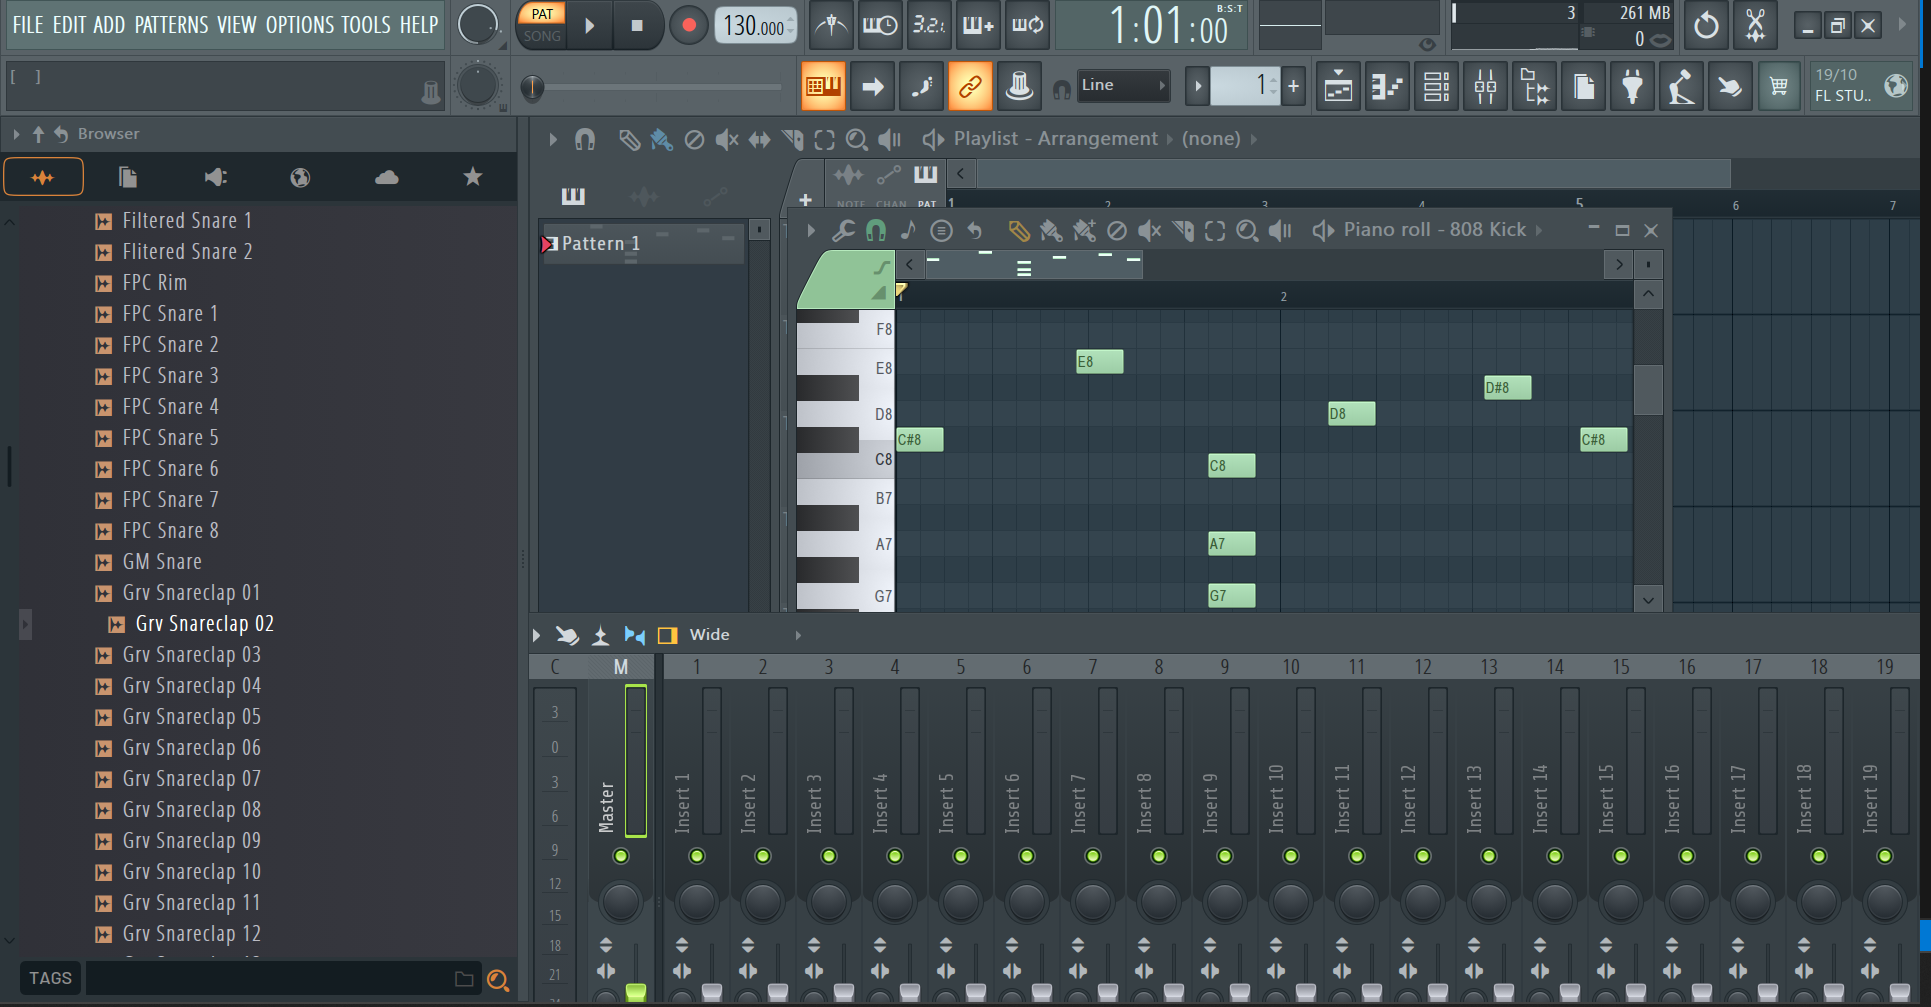 FILE EDIT ADD PATTERNS VIEW OPTIONS TOOLS HELP
PAT
SONG
130.000
3.2.1.
1:01:00
B:S:T
3
261 MB
0
[ ]
Line
1
19/10
FL STU..
Browser
Playlist - Arrangement
(none)
Filtered Snare 1
Flitered Snare 2
FPC Rim
FPC Snare 1
FPC Snare 2
FPC Snare 3
FPC Snare 4
FPC Snare 5
FPC Snare 6
FPC Snare 7
FPC Snare 8
GM Snare
Grv Snareclap 01
Grv Snareclap 02
Grv Snareclap 03
Grv Snareclap 04
Grv Snareclap 05
Grv Snareclap 06
Grv Snareclap 07
Grv Snareclap 08
Grv Snareclap 09
Grv Snareclap 10
Grv Snareclap 11
Grv Snareclap 12
TAGS
NOTE CHAN PAT
1 2 3 4 5 6 7
Pattern 1
Piano roll - 808 Kick
1 2
F8
E8
D8
C8
B7
A7
G7
E8
D#8
D8
C#8
C#8
C8
A7
G7
Wide
C M 1 2 3 4 5 6 7 8 9 10 11 12 13 14 15 16 17 18 19
3
0
3
6
9
12
15
18
21
Master
Insert 1
Insert 2
Insert 3
Insert 4
Insert 5
Insert 6
Insert 7
Insert 8
Insert 9
Insert 10
Insert 11
Insert 12
Insert 13
Insert 14
Insert 15
Insert 16
Insert 17
Insert 18
Insert 19